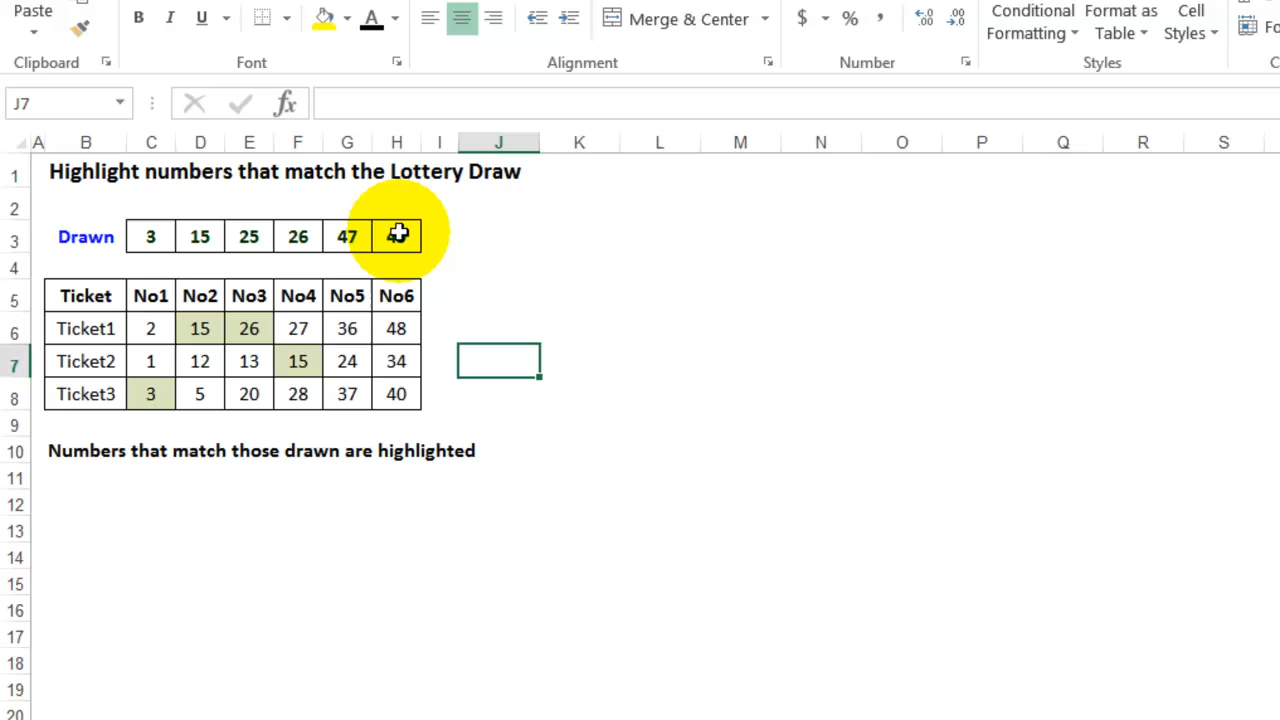 Paste B I U A Merge & Center $ % , Conditional Format as Cell
Formatting Table Styles
Clipboard Font Alignment Number Styles
J7 fx
A B C D E F G H I J K L M N O P Q R S
1 Highlight numbers that match the Lottery Draw
2
3 Drawn 3 15 25 26 47
4
5 Ticket No1 No2 No3 No4 No5 No6
6 Ticket1 2 15 26 27 36 48
7 Ticket2 1 12 13 15 24 34
8 Ticket3 3 5 20 28 37 40
9
10 Numbers that match those drawn are highlighted
11
12
13
14
15
16
17
18
19
20